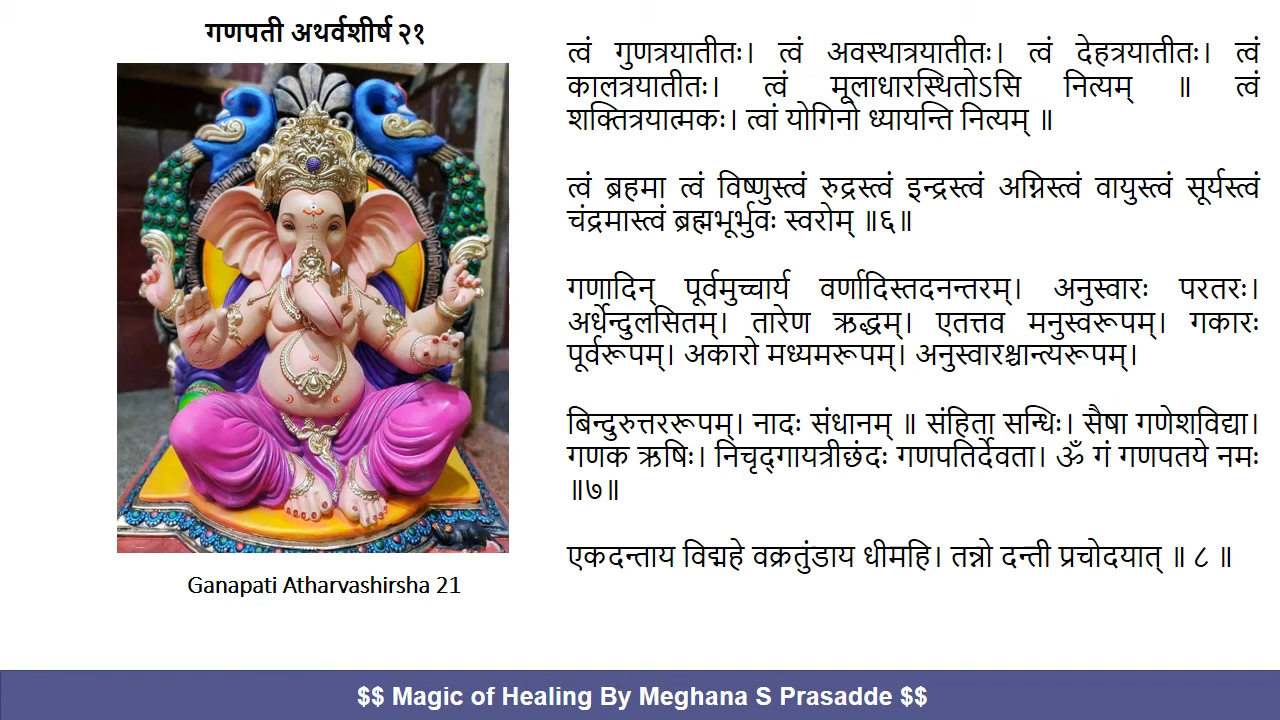 गणपती अथर्वशीर्ष २१
त्वं गुणत्रयातीतः। त्वं अवस्थात्रयातीतः। त्वं देहत्रयातीतः। त्वं
कालत्रयातीतः। त्वं मूलाधारस्थितोऽसि नित्यम् ॥ त्वं
शक्तित्रयात्मकः। त्वां योगिनो ध्यायन्ति नित्यम् ॥
त्वं ब्रहमा त्वं विष्णुस्त्वं रुद्रस्त्वं इन्द्रस्त्वं अग्निस्त्वं वायुस्त्वं सूर्यस्त्वं
चंद्रमास्त्वं ब्रह्मभूर्भुवः स्वरोम् ॥६॥
गणादिन् पूर्वमुच्चार्य वर्णादिस्तदनन्तरम्। अनुस्वारः परतरः।
अर्धेन्दुलसितम्। तारेण ऋद्धम्। एतत्तव मनुस्वरूपम्। गकारः
पूर्वरूपम्। अकारो मध्यमरूपम्। अनुस्वारश्चान्त्यरूपम्।
बिन्दुरुत्तररूपम्। नादः संधानम् ॥ संहिता सन्धिः। सैषा गणेशविद्या।
गणक ऋषिः। निचृद्‌गायत्रीछंदः गणपतिर्देवता। ॐ गं गणपतये नमः
॥७॥
एकदन्ताय विद्महे वक्रतुंडाय धीमहि। तन्नो दन्ती प्रचोदयात् ॥ ८ ॥
Ganapati Atharvashirsha 21
$$ Magic of Healing By Meghana S Prasadde $$